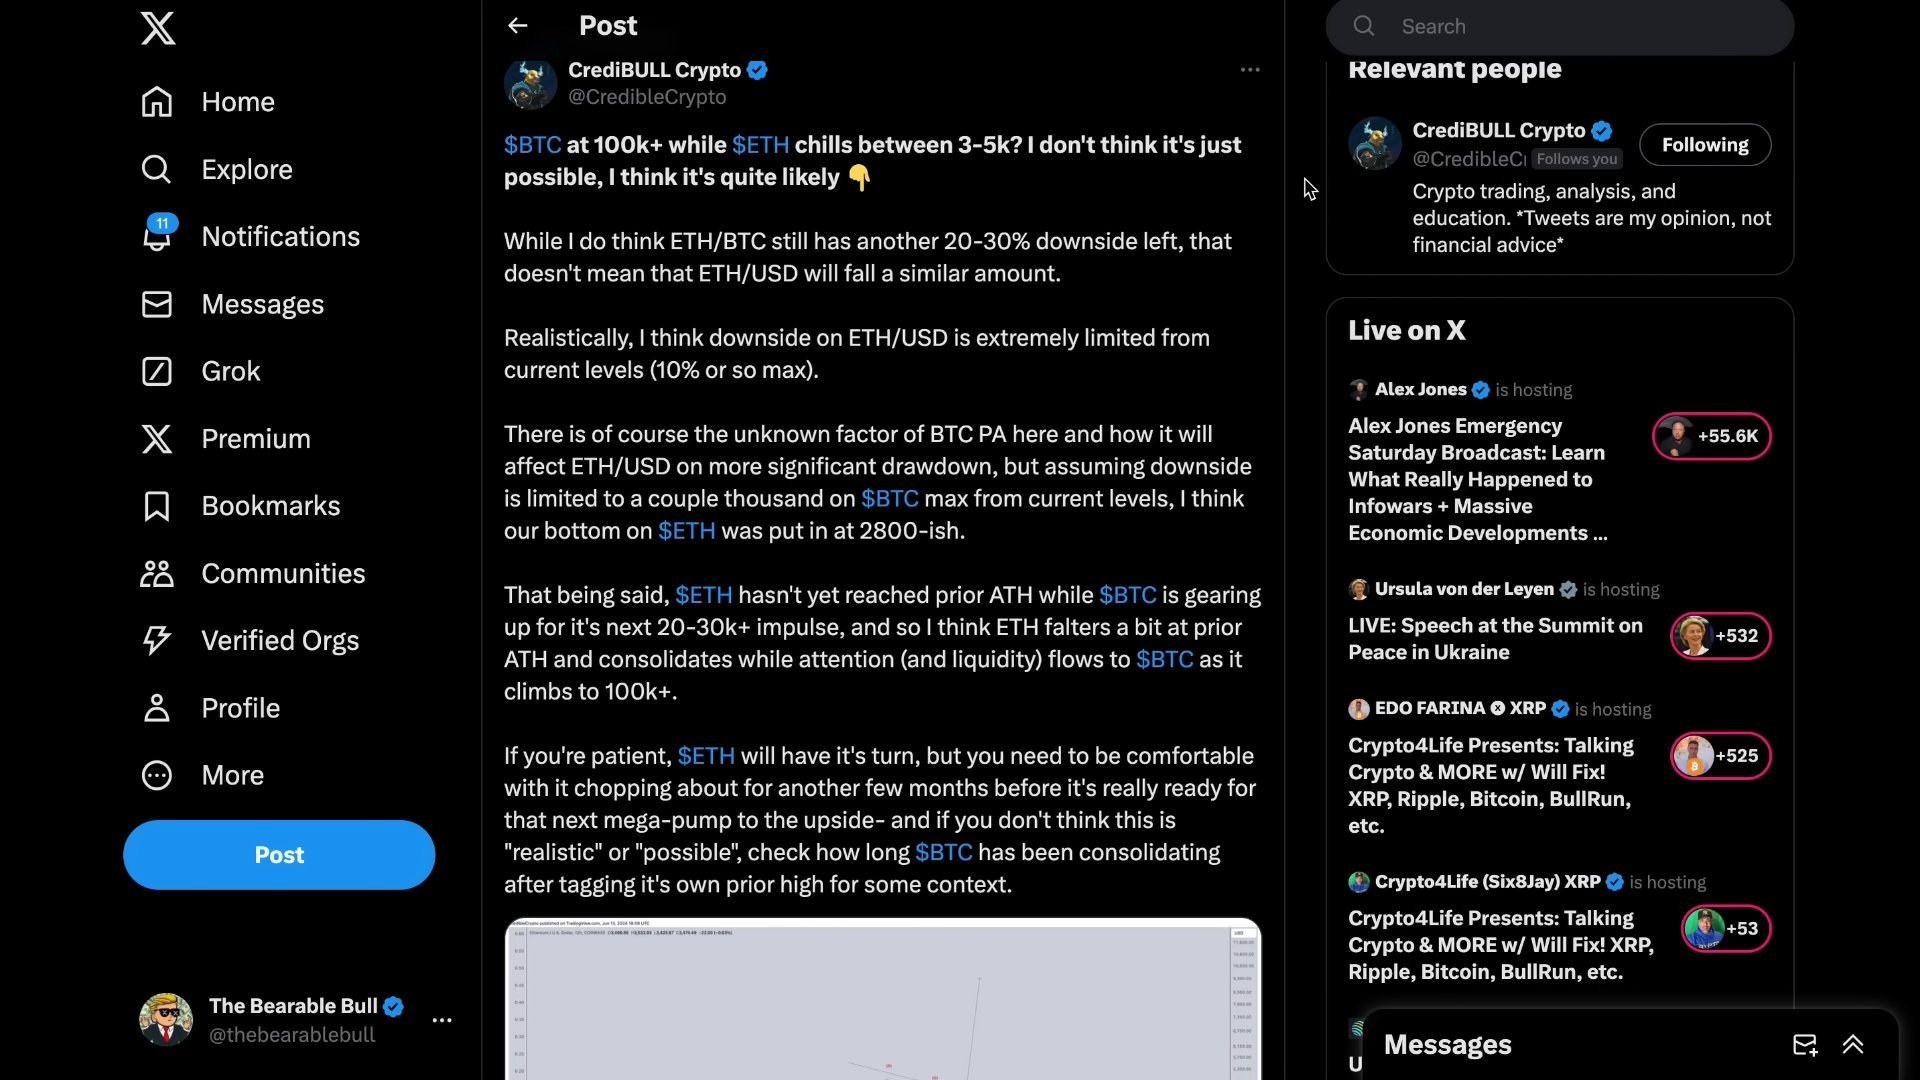 Home
Explore
11
Notifications
Messages
Grok
Premium
Bookmarks
Communities
Verified Orgs
Profile
More
Post
The Bearable Bull
@thebearablebull
Post
CrediBULL Crypto
@CredibleCrypto
$BTC at 100k+ while $ETH chills between 3-5k? I don't think it's just
possible, I think it's quite likely 👇
While I do think ETH/BTC still has another 20-30% downside left, that
doesn't mean that ETH/USD will fall a similar amount.
Realistically, I think downside on ETH/USD is extremely limited from
current levels (10% or so max).
There is of course the unknown factor of BTC PA here and how it will
affect ETH/USD on more significant drawdown, but assuming downside
is limited to a couple thousand on $BTC max from current levels, I think
our bottom on $ETH was put in at 2800-ish.
That being said, $ETH hasn't yet reached prior ATH while $BTC is gearing
up for it's next 20-30k+ impulse, and so I think ETH falters a bit at prior
ATH and consolidates while attention (and liquidity) flows to $BTC as it
climbs to 100k+.
If you're patient, $ETH will have it's turn, but you need to be comfortable
with it chopping about for another few months before it's really ready for
that next mega-pump to the upside- and if you don't think this is
"realistic" or "possible", check how long $BTC has been consolidating
after tagging it's own prior high for some context.
Search
Relevant people
CrediBULL Crypto
@CredibleC Follows you
Following
Crypto trading, analysis, and
education. *Tweets are my opinion, not
financial advice*
Live on X
Alex Jones is hosting
Alex Jones Emergency
Saturday Broadcast: Learn
What Really Happened to
Infowars + Massive
Economic Developments ...
+55.6K
Ursula von der Leyen is hosting
LIVE: Speech at the Summit on
Peace in Ukraine
+532
EDO FARINA XRP is hosting
Crypto4Life Presents: Talking
Crypto & MORE w/ Will Fix!
XRP, Ripple, Bitcoin, BullRun,
etc.
+525
Crypto4Life (Six8Jay) XRP is hosting
Crypto4Life Presents: Talking
Crypto & MORE w/ Will Fix! XRP,
Ripple, Bitcoin, BullRun, etc.
+53
U
Messages